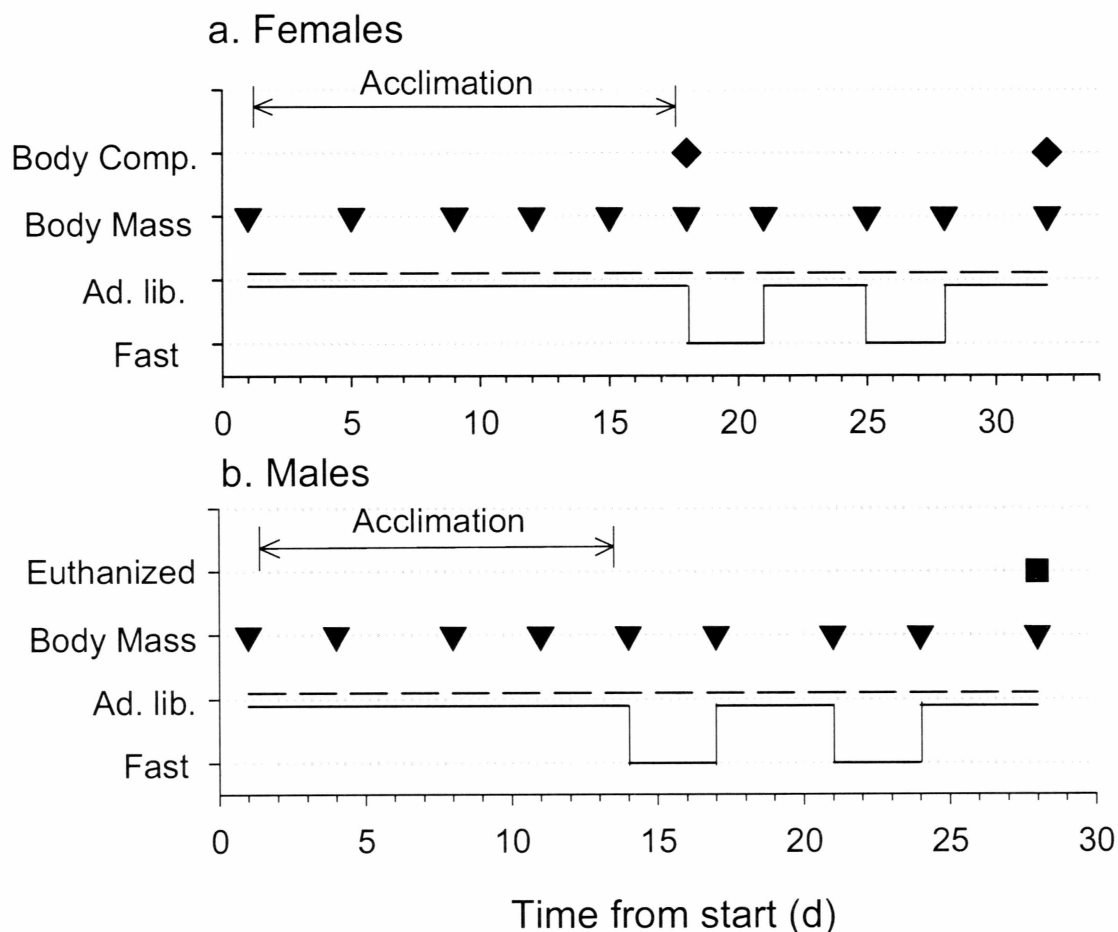 a. Females
Acclimation
Body Comp.
Body Mass
Ad. lib.
Fast
0 5 10 15 20 25 30
b. Males
Acclimation
Euthanized
Body Mass
Ad. lib.
Fast
0 5 10 15 20 25 30
Time from start (d)